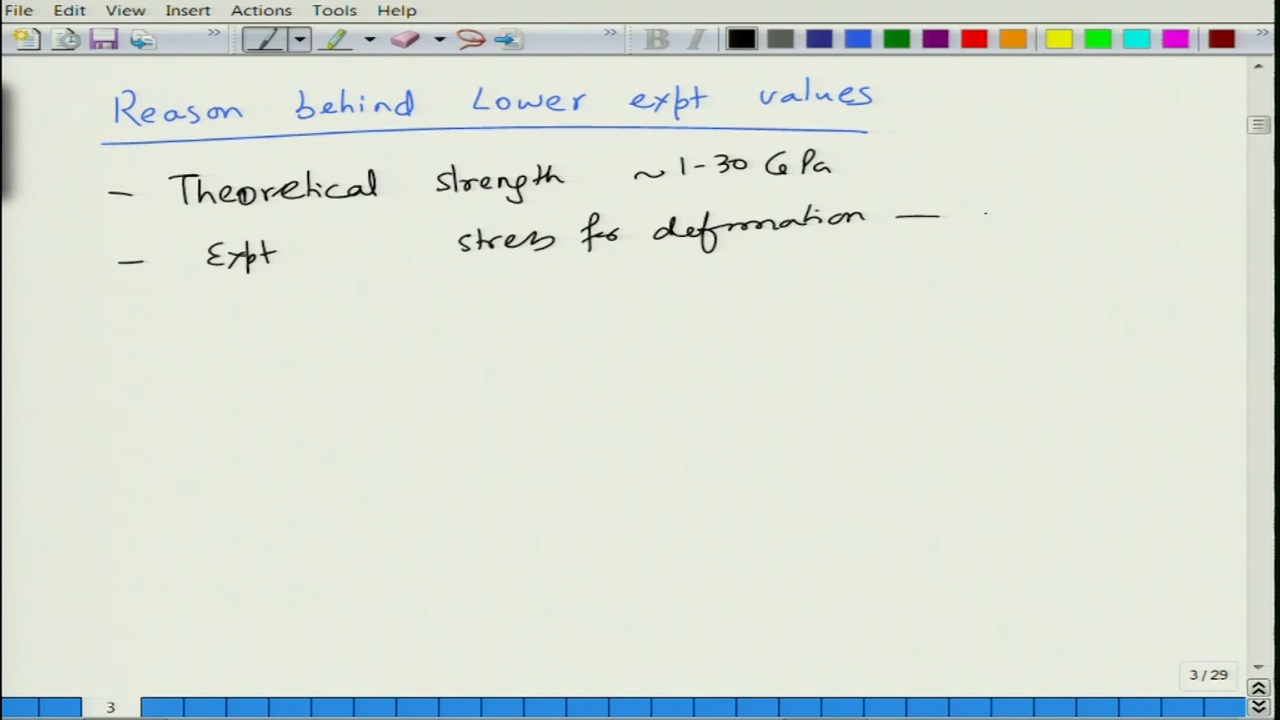 File Edit View Insert Actions Tools Help
B I
Reason behind Lower expt values
- Theoretical strength ~ 1-30 GPa
- Expt stress for deformation —
3 / 29
3